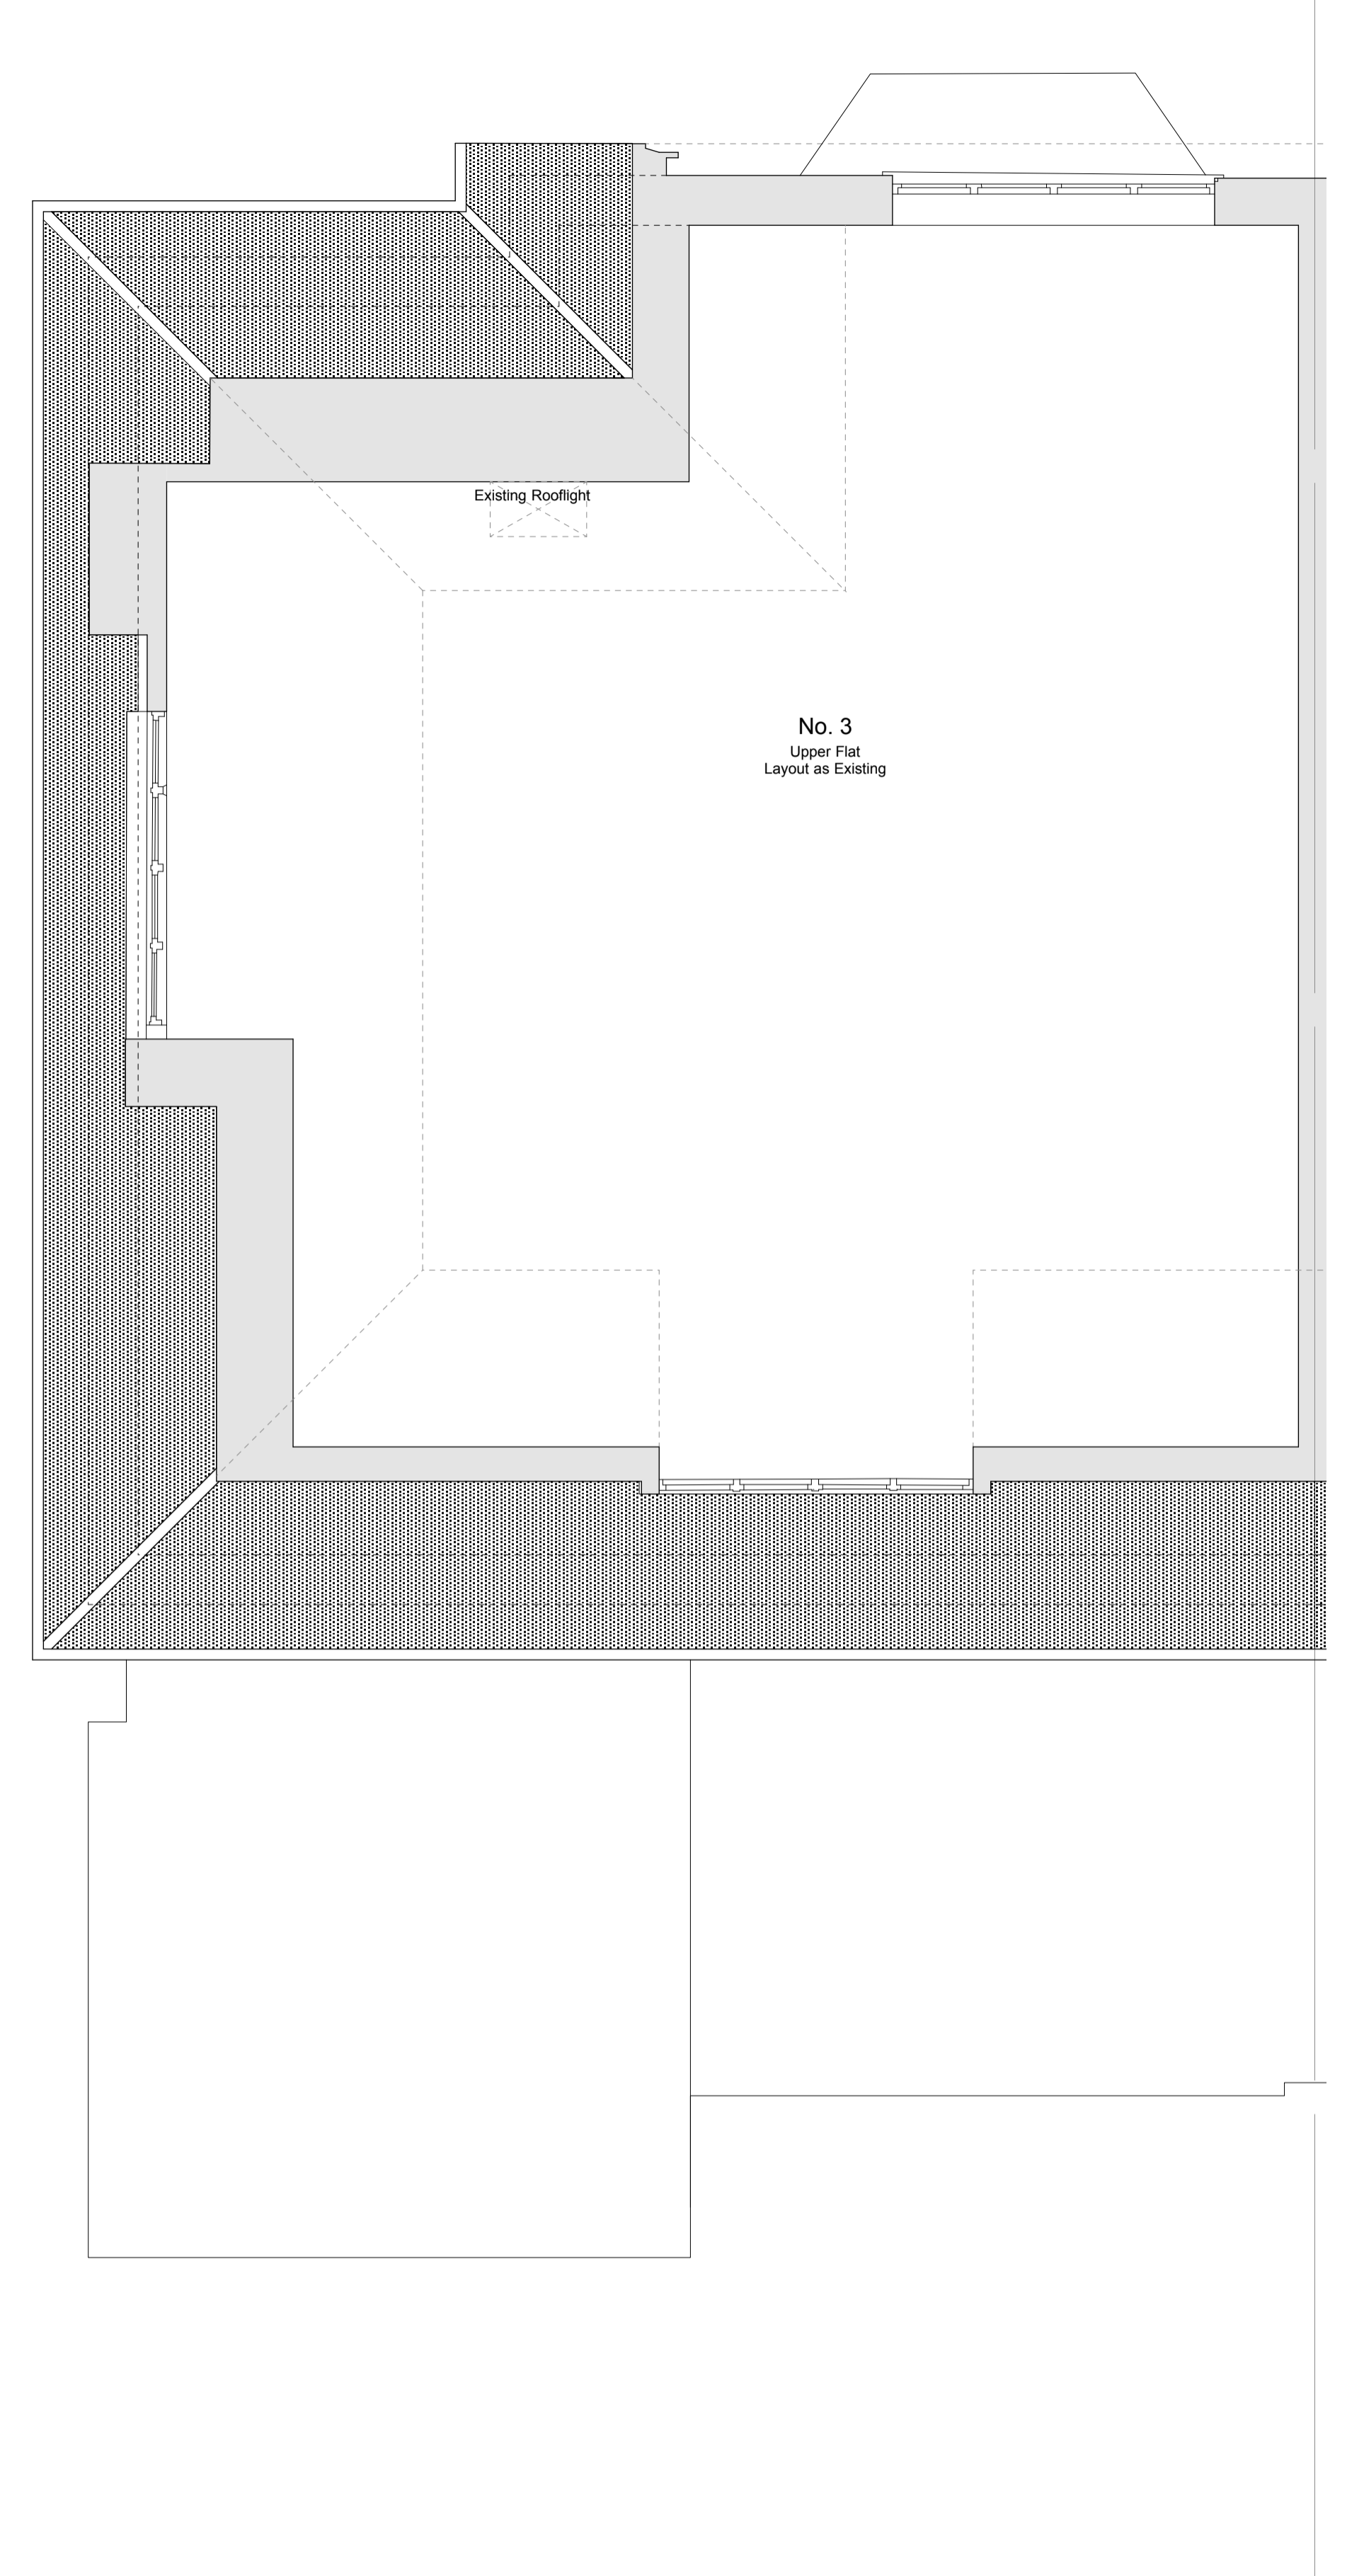 Existing Rooflight
No. 3
Upper Flat
Layout as Existing